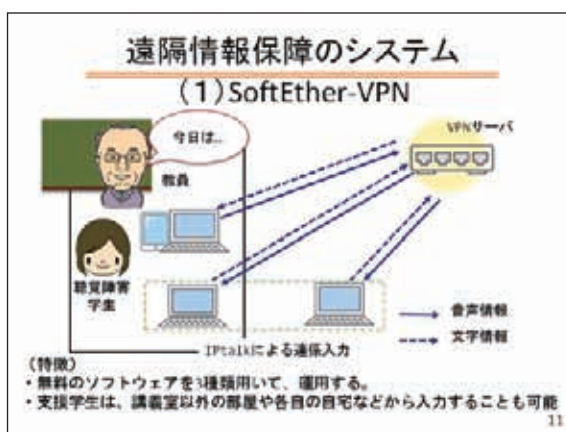 遠隔情報保障のシステム
(1)SoftEther-VPN
今日は…
VPNサーバ
教員
聴覚障害
学生
音声情報
文字情報
IPtalkによる連係入力
(特徴)
・無料のソフトウェアを3種類用いて、運用する。
・支援学生は、講義室以外の部屋や各自の自宅などから入力することも可能
11